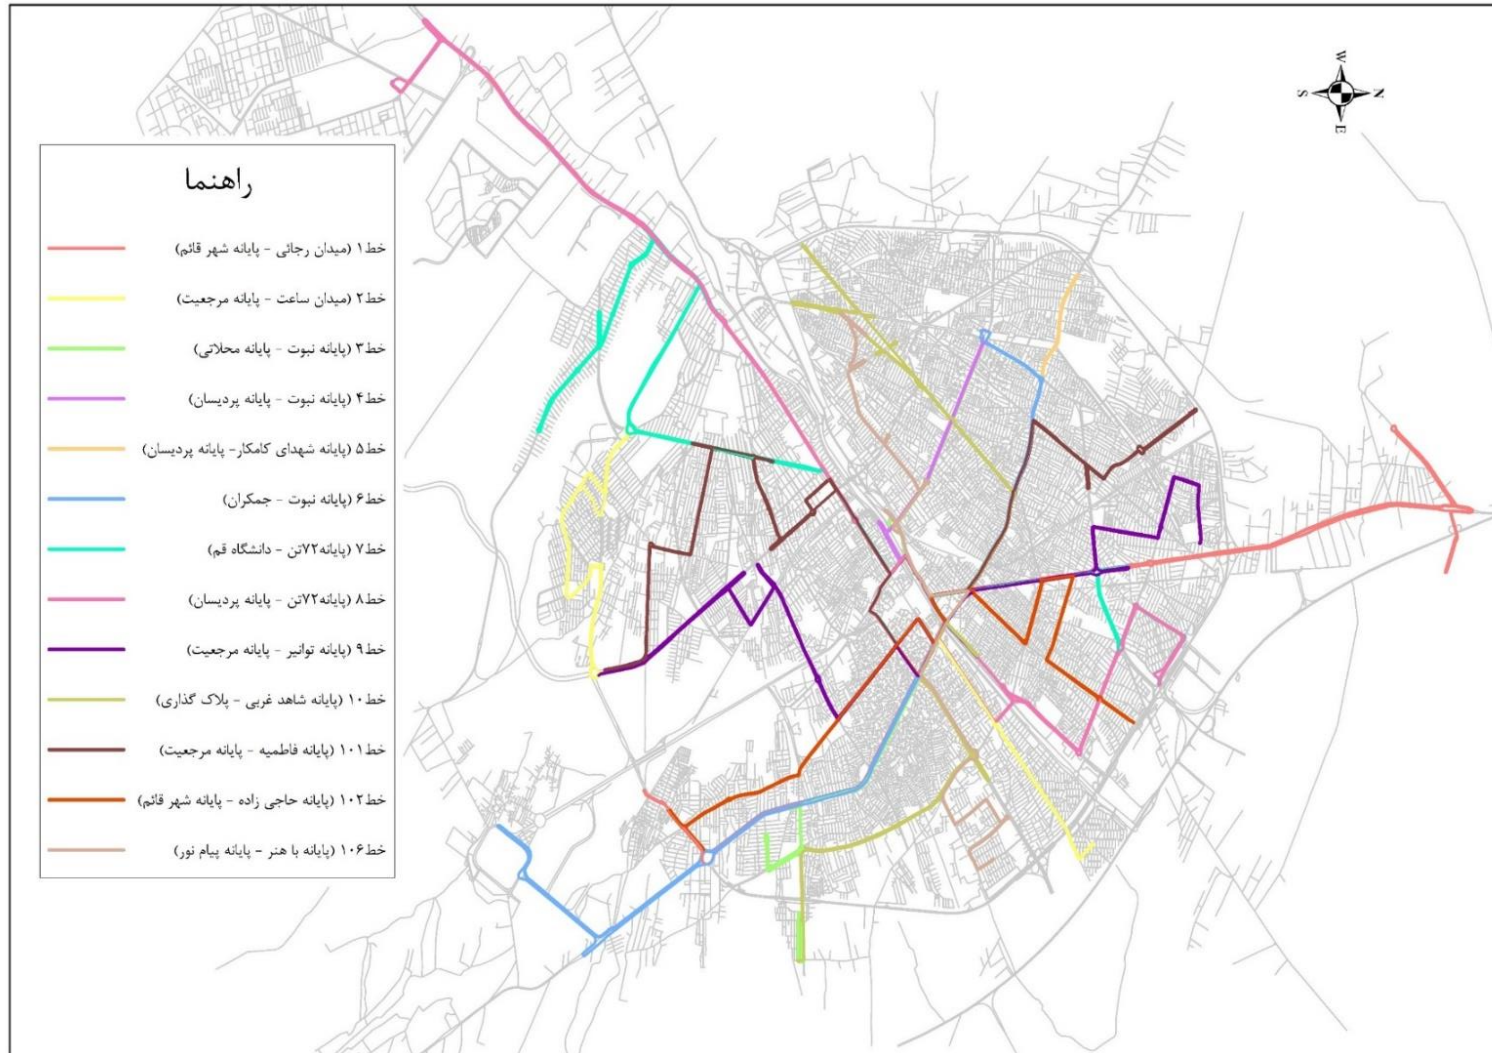 راهنما
خط۱ (میدان رجائی - پایانه شهر قائم)
خط۲ (میدان ساعت - پایانه مرجعیت)
خط۳ (پایانه نبوت - پایانه محلاتی)
خط۴ (پایانه نبوت - پایانه پردیسان)
خط۵ (پایانه شهدای کامکار- پایانه پردیسان)
خط۶ (پایانه نبوت - جمکران)
خط۷ (پایانه۷۲تن - دانشگاه قم)
خط۸ (پایانه۷۲تن - پایانه پردیسان)
خط۹ (پایانه توانیر - پایانه مرجعیت)
خط۱۰ (پایانه شاهد غربی - پلاک گذاری)
خط۱۰۱ (پایانه فاطمیه - پایانه مرجعیت)
خط۱۰۲ (پایانه حاجی زاده - پایانه شهر قائم)
خط۱۰۶ (پایانه با هنر - پایانه پیام نور)
W
S
N
E